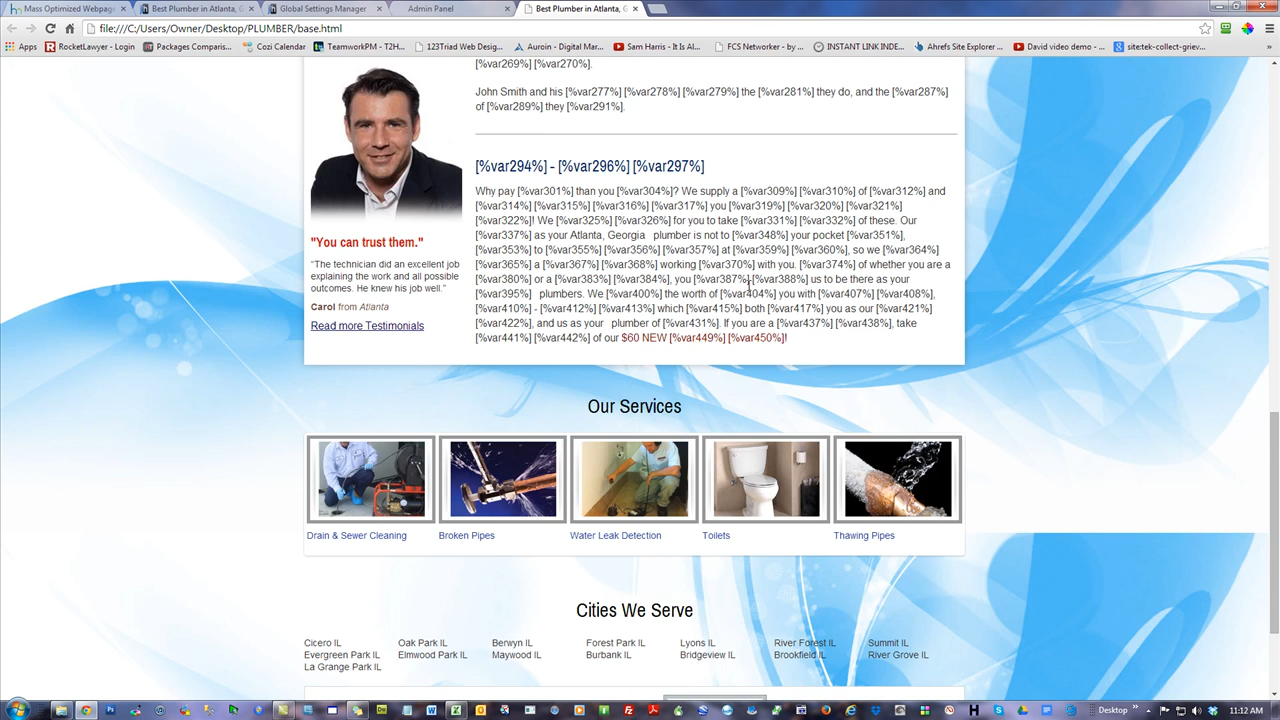 Mass Optimized Webpag
Best Plumber in Atlanta, G
Global Settings Manager
Admin Panel
Best Plumber in Atlanta, G
file:///C:/Users/Owner/Desktop/PLUMBER/base.html
Apps
RocketLawyer - Login
Packages Comparis...
Cozi Calendar
TeamworkPM - T2H...
123Triad Web Desig...
Auroin - Digital Mar...
Sam Harris - It Is Al...
FCS Networker - by ...
INSTANT LINK INDE...
Ahrefs Site Explorer ...
David video demo - ...
site:tek-collect-griev...
[%var269%] [%var270%].
John Smith and his [%var277%] [%var278%] [%var279%] the [%var281%] they do, and the [%var287%]
of [%var289%] they [%var291%].
[%var294%] - [%var296%] [%var297%]
Why pay [%var301%] than you [%var304%]? We supply a [%var309%] [%var310%] of [%var312%] and
[%var314%] [%var315%] [%var316%] [%var317%] you [%var319%] [%var320%] [%var321%]
[%var322%]! We [%var325%] [%var326%] for you to take [%var331%] [%var332%] of these. Our
[%var337%] as your Atlanta, Georgia plumber is not to [%var348%] your pocket [%var351%],
[%var353%] to [%var355%] [%var356%] [%var357%] at [%var359%] [%var360%], so we [%var364%]
[%var365%] a [%var367%] [%var368%] working [%var370%] with you. [%var374%] of whether you are a
[%var380%] or a [%var383%] [%var384%], you [%var387%] [%var388%] us to be there as your
[%var395%] plumbers. We [%var400%] the worth of [%var404%] you with [%var407%] [%var408%],
[%var410%] - [%var412%] [%var413%] which [%var415%] both [%var417%] you as our [%var421%]
[%var422%], and us as your plumber of [%var431%]. If you are a [%var437%] [%var438%], take
[%var441%] [%var442%] of our $60 NEW [%var449%] [%var450%]!
"You can trust them."
“The technician did an excellent job
explaining the work and all possible
outcomes. He knew his job well.”
Carol from Atlanta
Read more Testimonials
Our Services
Drain & Sewer Cleaning
Broken Pipes
Water Leak Detection
Toilets
Thawing Pipes
Cities We Serve
Cicero IL Oak Park IL Berwyn IL Forest Park IL Lyons IL River Forest IL Summit IL
Evergreen Park IL Elmwood Park IL Maywood IL Burbank IL Bridgeview IL Brookfield IL River Grove IL
La Grange Park IL
Desktop
11:12 AM